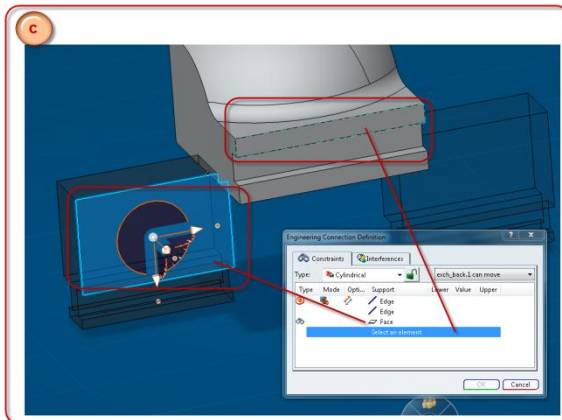 C
Engineering Connection Definition
Constraints Interferences
Type: Cylindrical exch_back.1 can move
Type Mode Opti... Support Lower Value Upper
Edge
Edge
Face
Select an element
OK Cancel